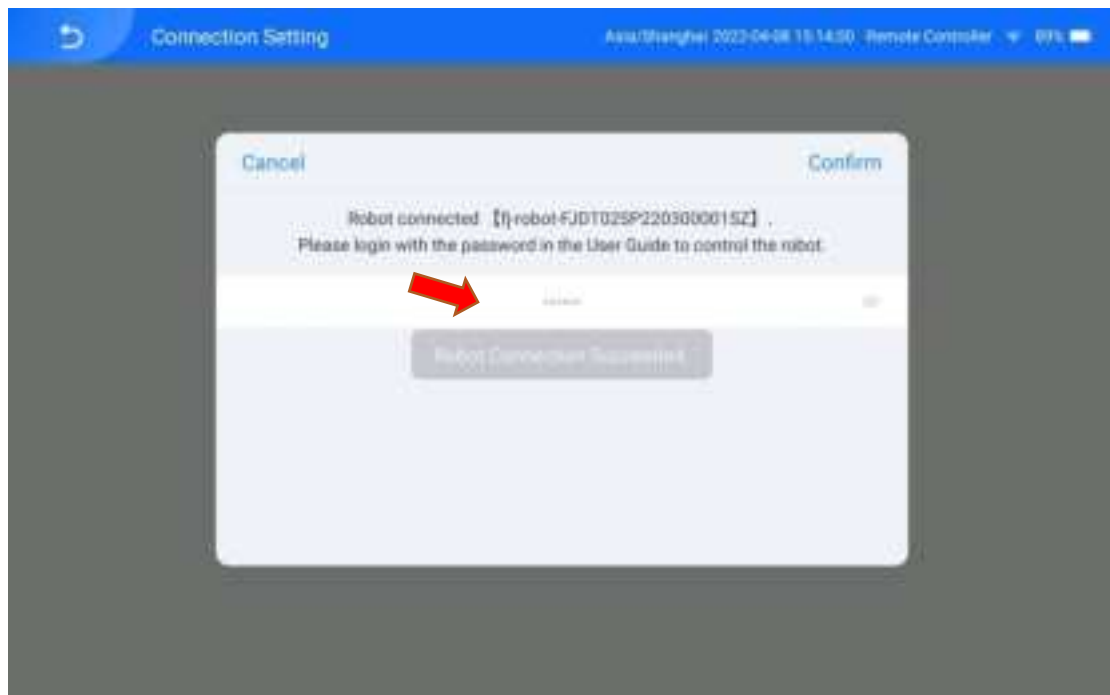 Connection Setting
Asia/Shanghai 2022-04-08 15:14:50 Remote Controller 89%
Cancel
Confirm
Robot connected 【fj-robot-FJDT02SP220300001SZ】 .
Please login with the password in the User Guide to control the robot.
Robot Connection Succeeded